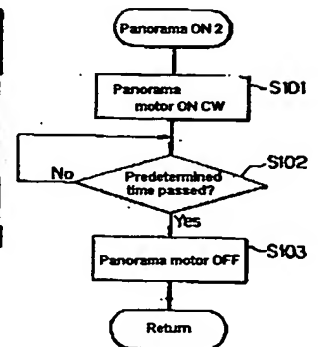 Panorama ON 2
Panorama
motor ON CW
S101
No
Predetermined
time passed?
S102
Yes
Panorama motor OFF
S103
Return